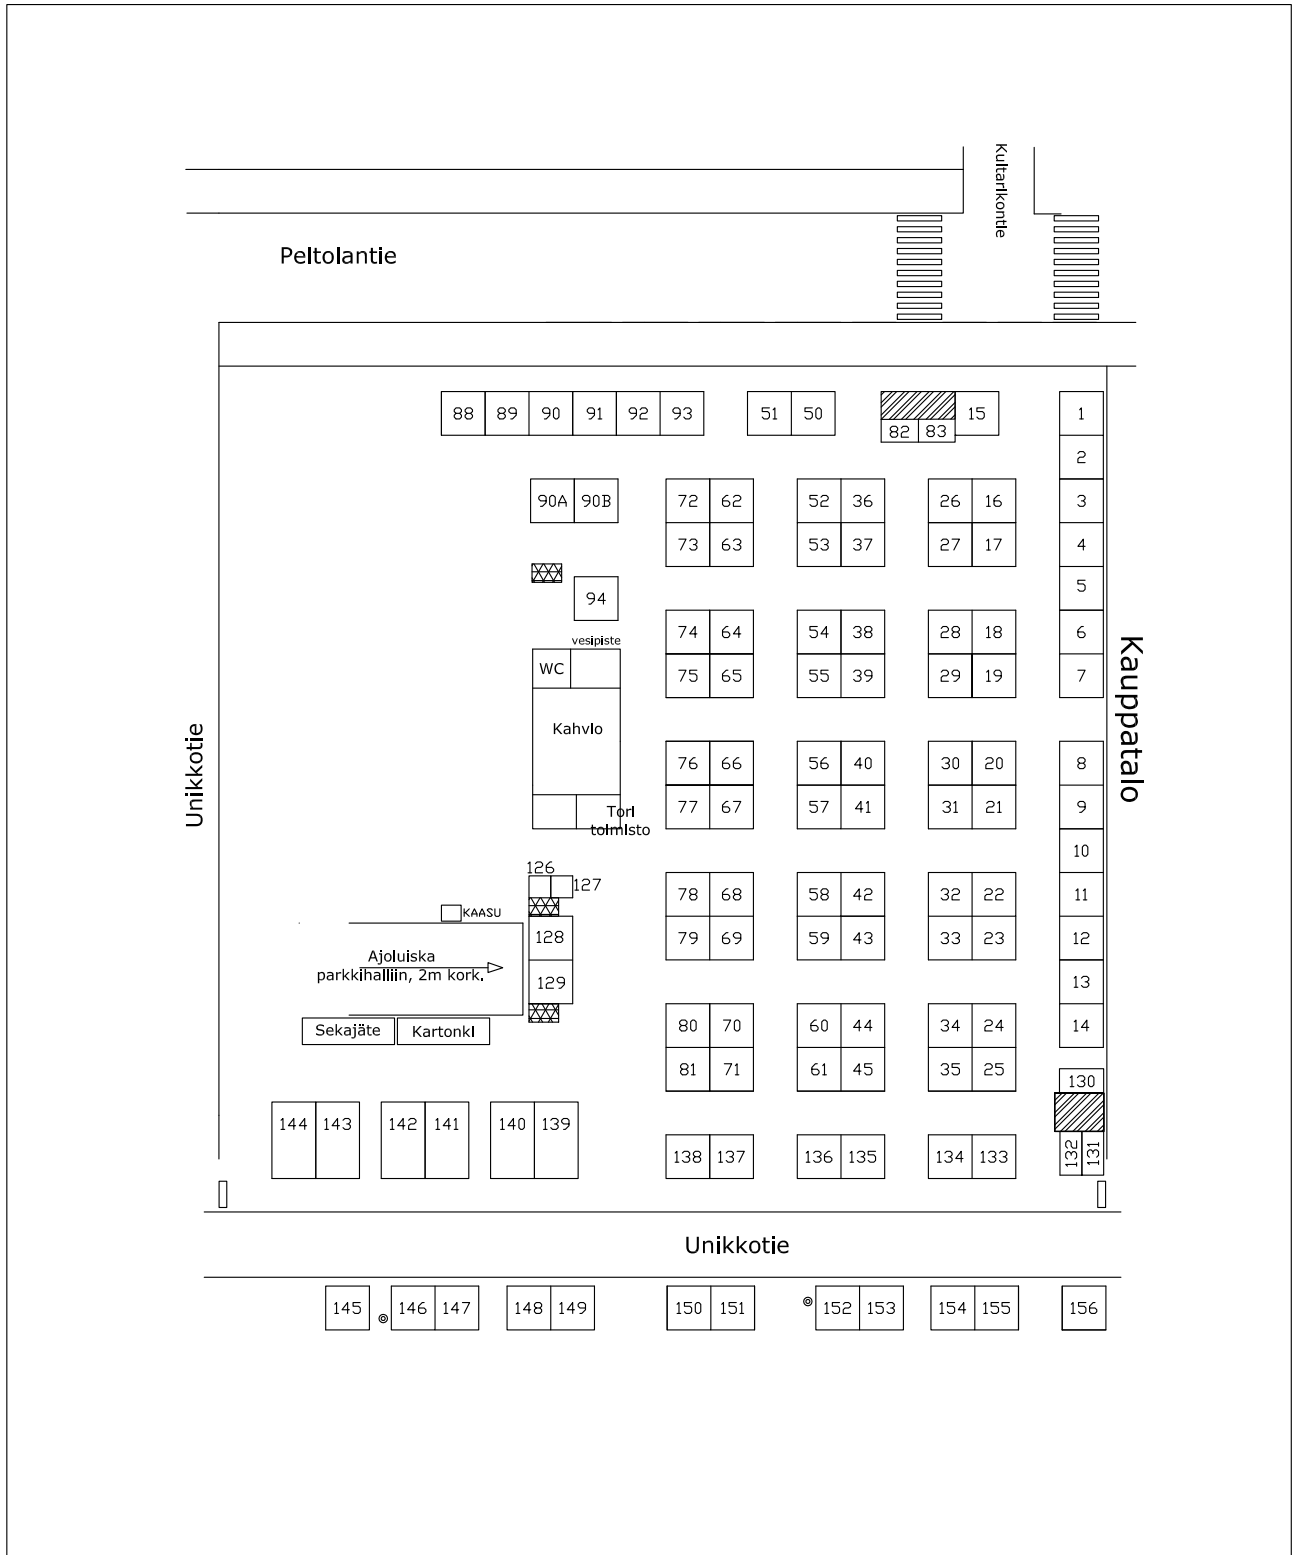 Kultarikontie
Peltolantie
88 89 90 91 92 93 51 50 15 1
82 83
2
90A 90B 72 62 52 36 26 16 3
73 63 53 37 27 17 4
5
94
74 64 54 38 28 18 6
vesipiste
WC 75 65 55 39 29 19 7
Kauppatalo
Kahvio
Unikkotie
76 66 56 40 30 20 8
77 67 57 41 31 21 9
Tori
toimisto
10
126
127
78 68 58 42 32 22 11
KAASU
128 79 69 59 43 33 23 12
Ajoluiska
parkkihalliin, 2m kork.
129 13
Sekajäte Kartonki
80 70 60 44 34 24 14
81 71 61 45 35 25
130
144 143 142 141 140 139
138 137 136 135 134 133 132 131
Unikkotie
145 146 147 148 149 150 151 152 153 154 155 156